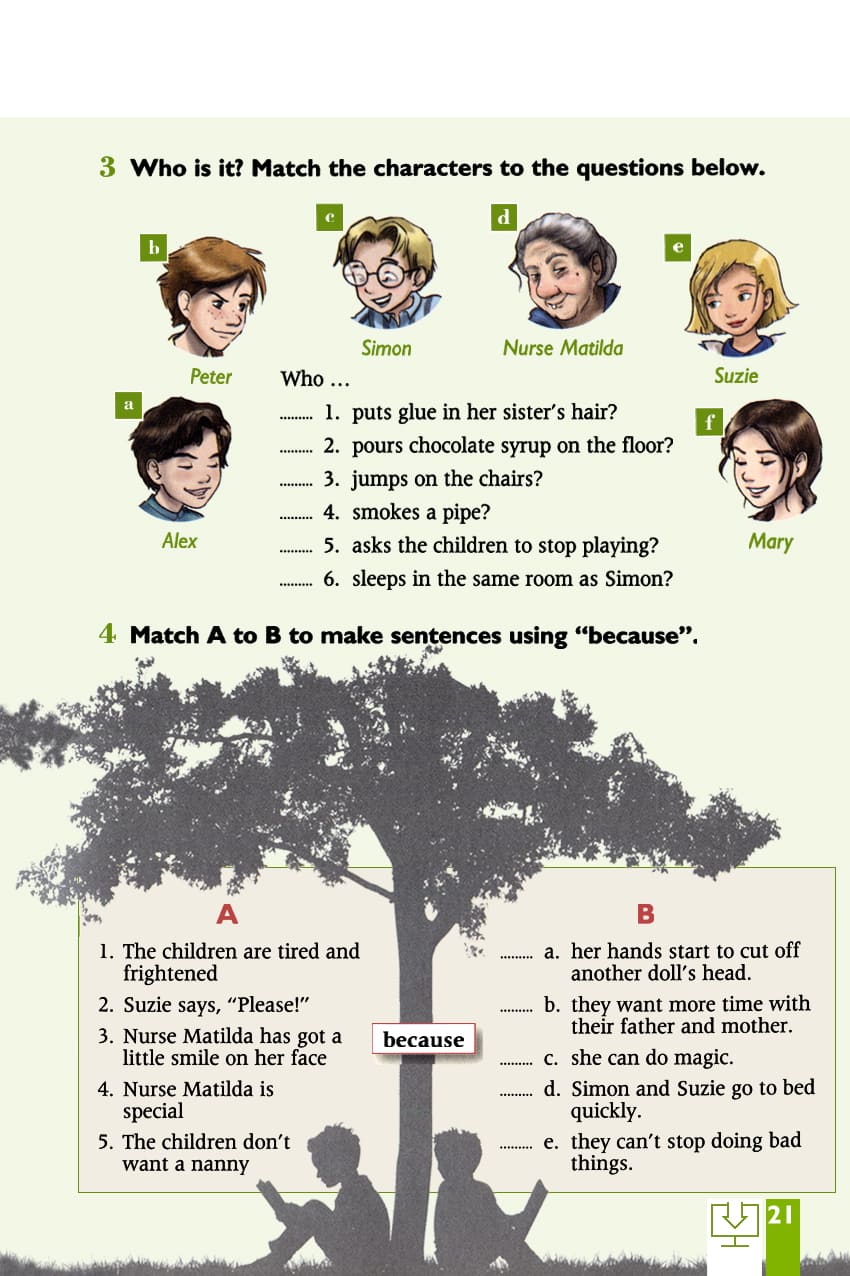 3 Who is it? Match the characters to the questions below.
b
c
d
e
Peter
Simon
Nurse Matilda
Suzie
a
f
Alex
Mary
Who ...
......... 1. puts glue in her sister's hair?
......... 2. pours chocolate syrup on the floor?
......... 3. jumps on the chairs?
......... 4. smokes a pipe?
......... 5. asks the children to stop playing?
......... 6. sleeps in the same room as Simon?
4 Match A to B to make sentences using “because”.
A
1. The children are tired and
frightened
2. Suzie says, “Please!”
3. Nurse Matilda has got a
little smile on her face
4. Nurse Matilda is
special
5. The children don't
want a nanny
because
B
......... a. her hands start to cut off
another doll's head.
......... b. they want more time with
their father and mother.
......... c. she can do magic.
......... d. Simon and Suzie go to bed
quickly.
......... e. they can't stop doing bad
things.
21